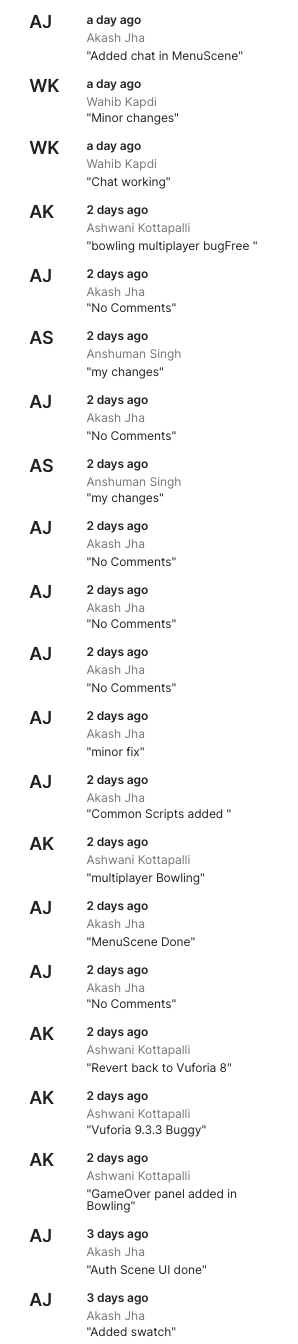 AJ
a day ago
Akash Jha
"Added chat in MenuScene"
WK
a day ago
Wahib Kapdi
"Minor changes"
WK
a day ago
Wahib Kapdi
"Chat working"
AK
2 days ago
Ashwani Kottapalli
"bowling multiplayer bugFree "
AJ
2 days ago
Akash Jha
"No Comments"
AS
2 days ago
Anshuman Singh
"my changes"
AJ
2 days ago
Akash Jha
"No Comments"
AS
2 days ago
Anshuman Singh
"my changes"
AJ
2 days ago
Akash Jha
"No Comments"
AJ
2 days ago
Akash Jha
"No Comments"
AJ
2 days ago
Akash Jha
"No Comments"
AJ
2 days ago
Akash Jha
"minor fix"
AJ
2 days ago
Akash Jha
"Common Scripts added "
AK
2 days ago
Ashwani Kottapalli
"multiplayer Bowling"
AJ
2 days ago
Akash Jha
"MenuScene Done"
AJ
2 days ago
Akash Jha
"No Comments"
AK
2 days ago
Ashwani Kottapalli
"Revert back to Vuforia 8"
AK
2 days ago
Ashwani Kottapalli
"Vuforia 9.3.3 Buggy"
AK
2 days ago
Ashwani Kottapalli
"GameOver panel added in
Bowling"
AJ
3 days ago
Akash Jha
"Auth Scene UI done"
AJ
3 days ago
Akash Jha
"Added swatch"